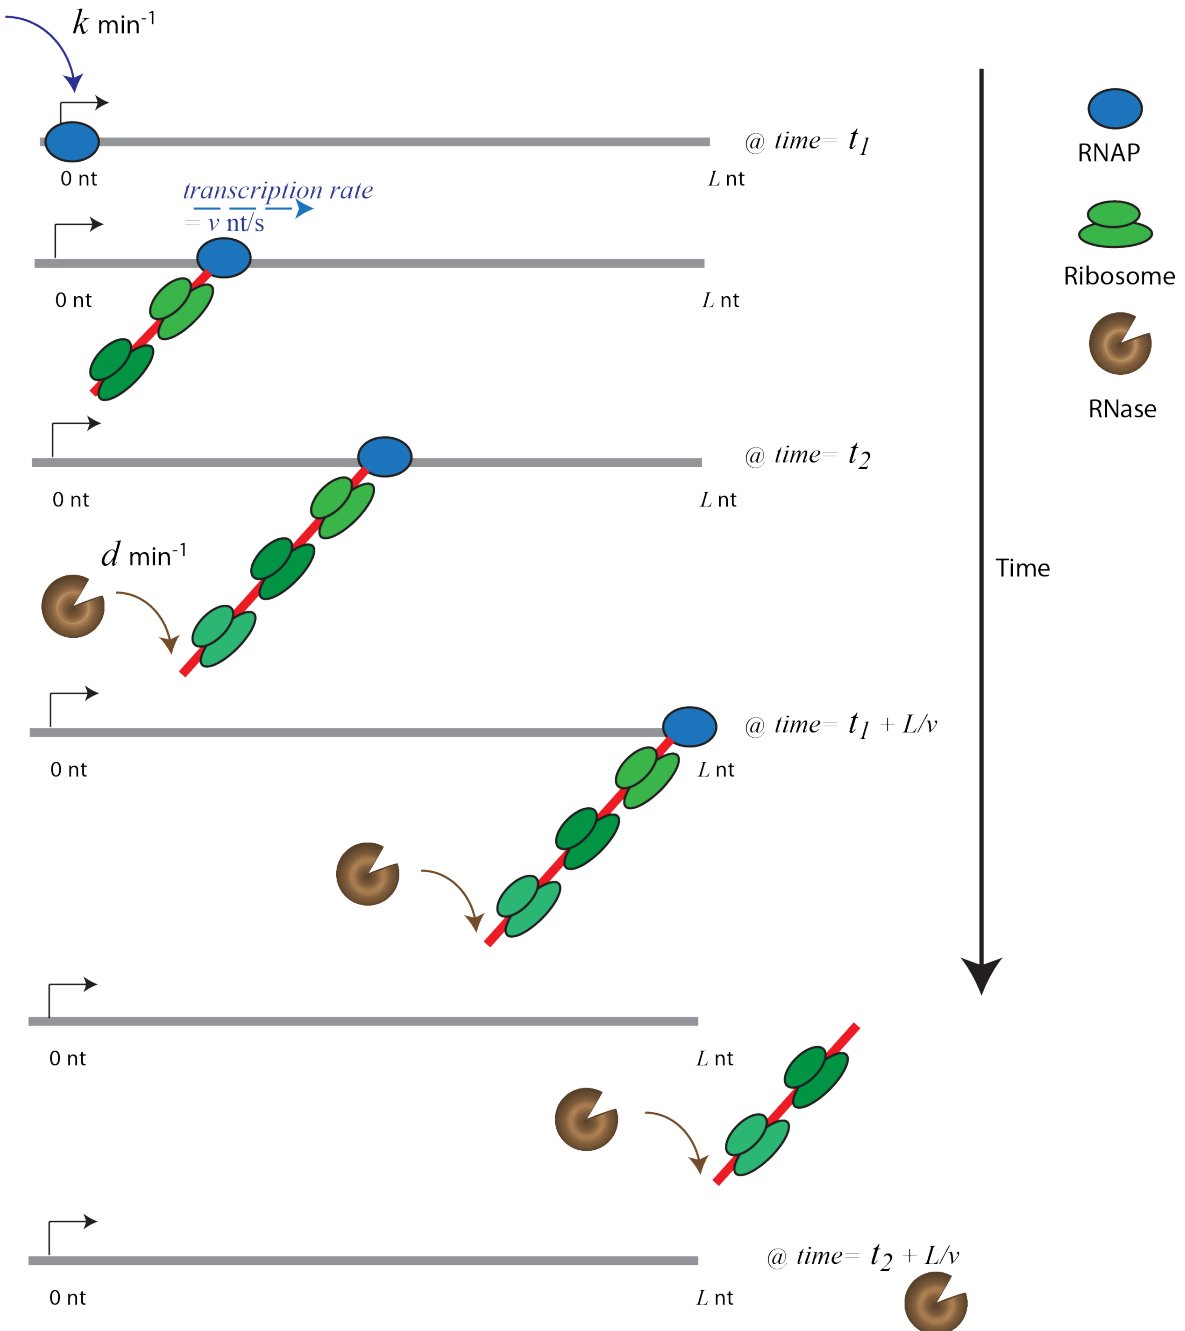 k min-1
@ time= t1
0 nt
L nt
transcription rate
= v nt/s
0 nt
L nt
@ time= t2
0 nt
L nt
d min-1
@ time= t1 + L/v
0 nt
L nt
0 nt
L nt
@ time= t2 + L/v
0 nt
L nt
Time
RNAP
Ribosome
RNase